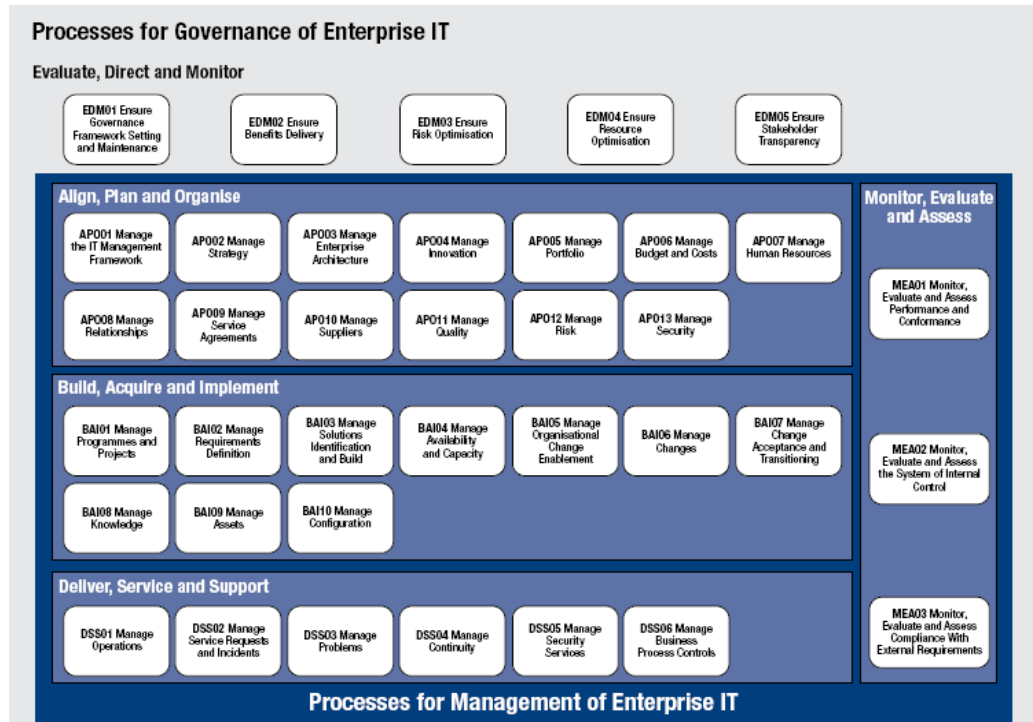 Processes for Governance of Enterprise IT
Evaluate, Direct and Monitor
EDM01 Ensure
Governance
Framework Setting
and Maintenance
EDM02 Ensure
Benefits Delivery
EDM03 Ensure
Risk Optimisation
EDM04 Ensure
Resource
Optimisation
EDM05 Ensure
Stakeholder
Transparency
Align, Plan and Organise
APO01 Manage
the IT Management
Framework
APO02 Manage
Strategy
APO03 Manage
Enterprise
Architecture
APO04 Manage
Innovation
APO05 Manage
Portfolio
APO06 Manage
Budget and Costs
APO07 Manage
Human Resources
APO08 Manage
Relationships
APO09 Manage
Service
Agreements
APO10 Manage
Suppliers
APO11 Manage
Quality
APO12 Manage
Risk
APO13 Manage
Security
Build, Acquire and Implement
BAI01 Manage
Programmes and
Projects
BAI02 Manage
Requirements
Definition
BAI03 Manage
Solutions
Identification
and Build
BAI04 Manage
Availability
and Capacity
BAI05 Manage
Organisational
Change
Enablement
BAI06 Manage
Changes
BAI07 Manage
Change
Acceptance and
Transitioning
BAI08 Manage
Knowledge
BAI09 Manage
Assets
BAI10 Manage
Configuration
Deliver, Service and Support
DSS01 Manage
Operations
DSS02 Manage
Service Requests
and Incidents
DSS03 Manage
Problems
DSS04 Manage
Continuity
DSS05 Manage
Security
Services
DSS06 Manage
Business
Process Controls
Monitor, Evaluate
and Assess
MEA01 Monitor,
Evaluate and Assess
Performance and
Conformance
MEA02 Monitor,
Evaluate and Assess
the System of Internal
Control
MEA03 Monitor,
Evaluate and Assess
Compliance With
External Requirements
Processes for Management of Enterprise IT